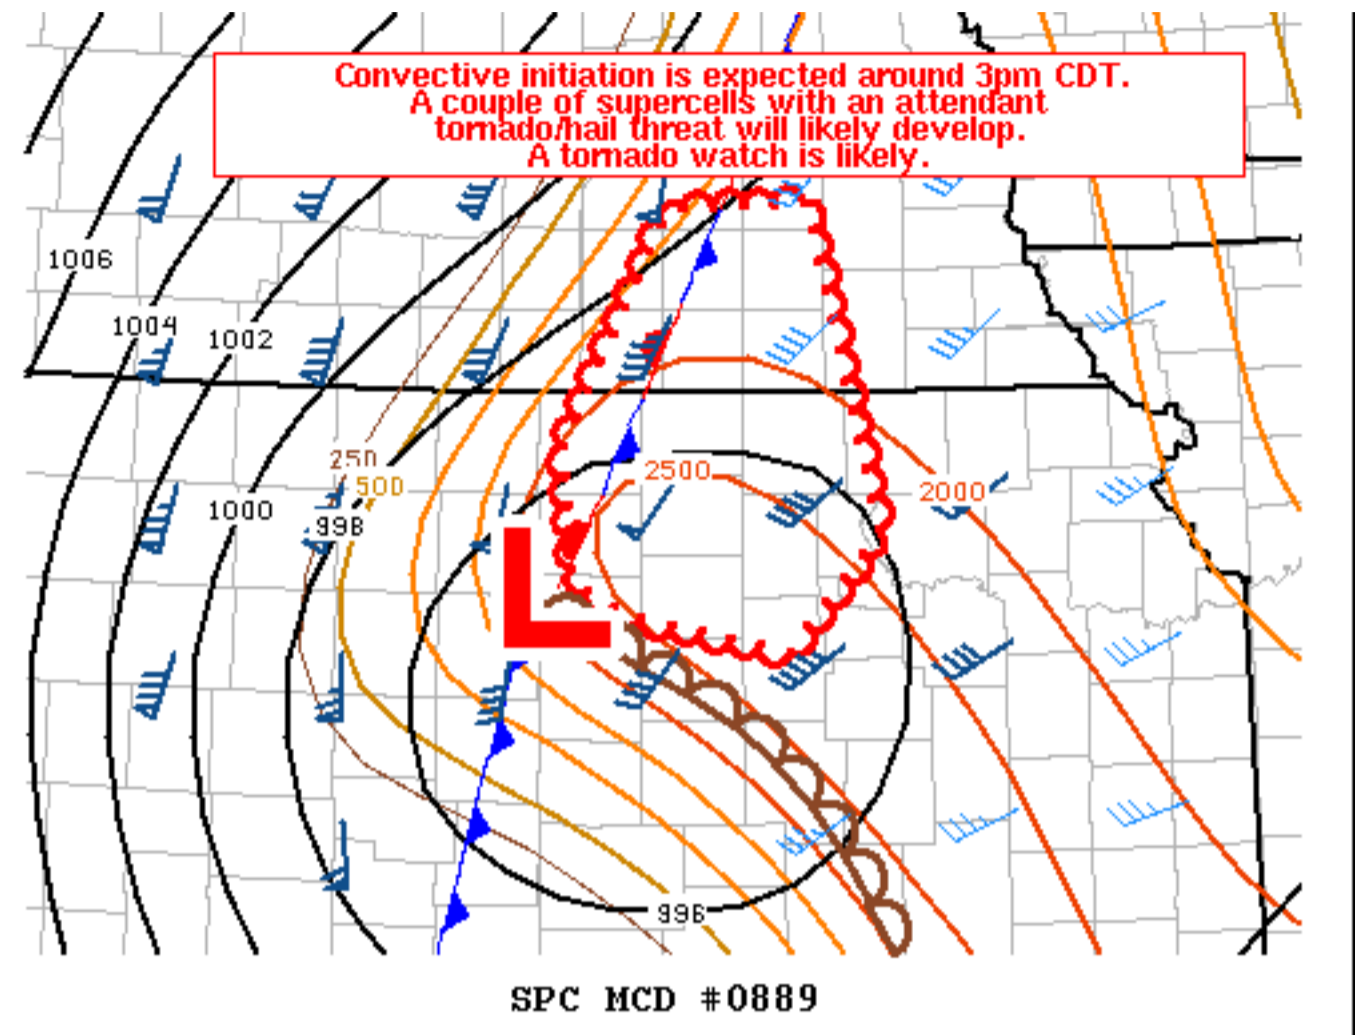 Convective initiation is expected around 3pm CDT.
A couple of supercells with an attendant
tornado/hail threat will likely develop.
A tornado watch is likely.
1006
1004
1002
250
500
2500
2000
1000
998
L
996
SPC MCD #0889